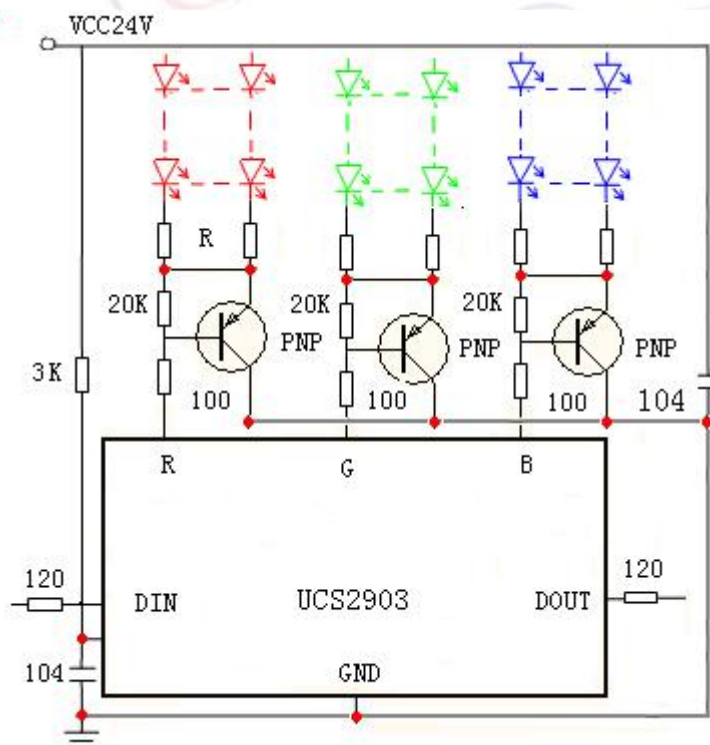 VCC24V
R
20K
20K
20K
PNP
PNP
PNP
3K
100
100
100
104
R
G
B
120
DIN
UCS2903
DOUT
120
104
GND